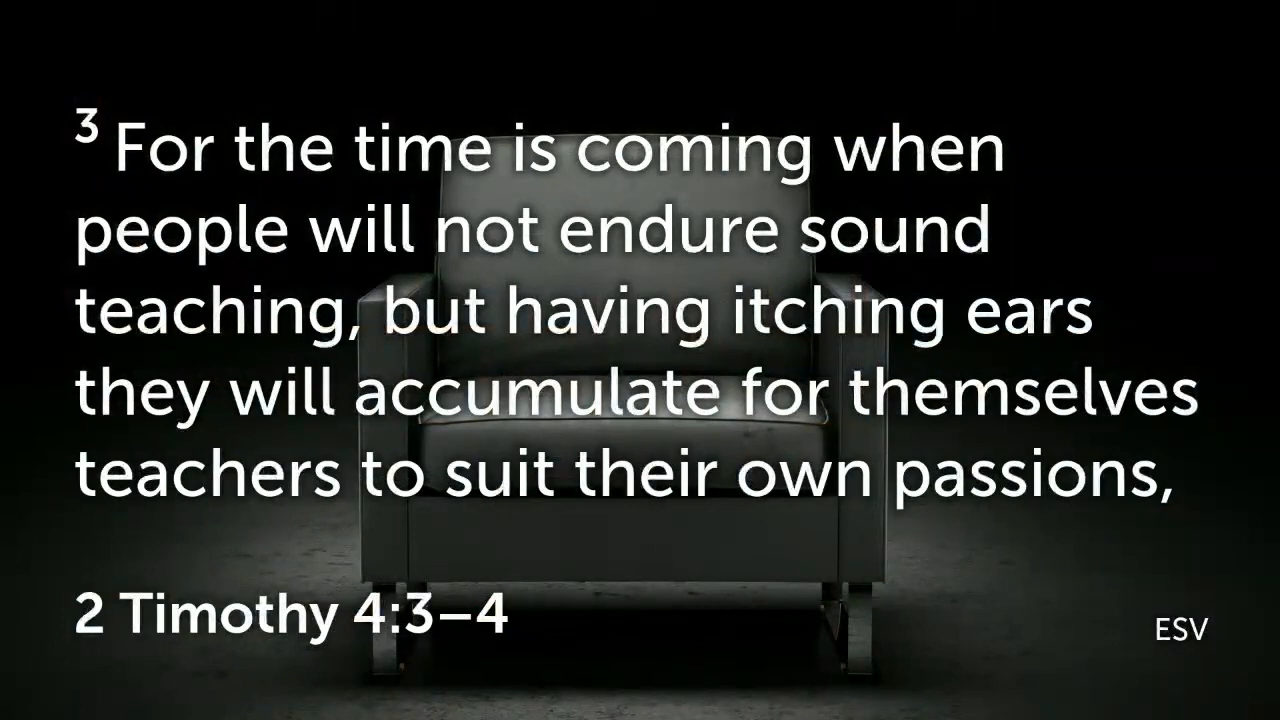 3 For the time is coming when
people will not endure sound
teaching, but having itching ears
they will accumulate for themselves
teachers to suit their own passions,
2 Timothy 4:3–4
ESV